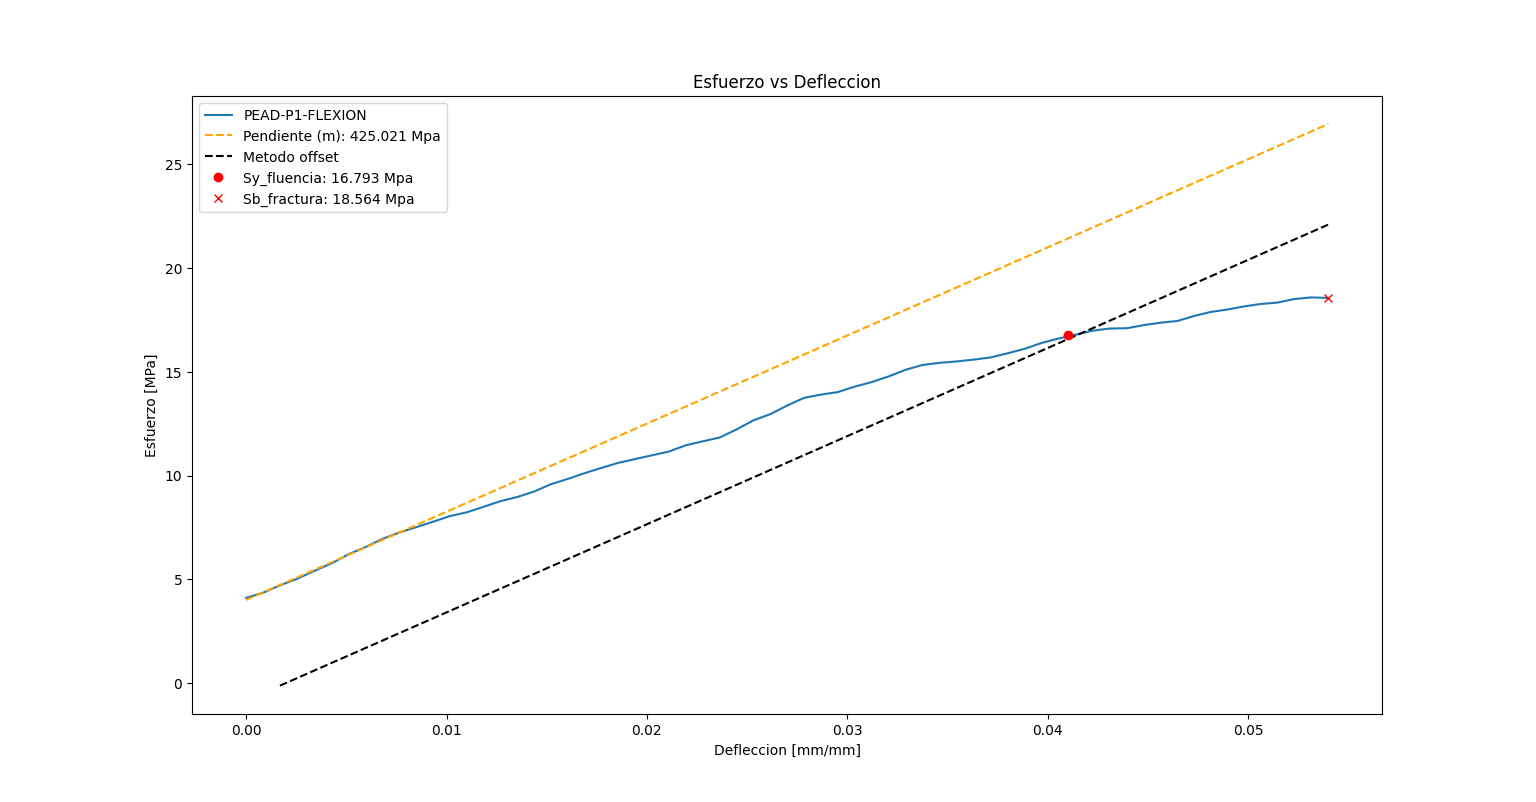 Esfuerzo vs Defleccion
PEAD-P1-FLEXION
Pendiente (m): 425.021 Mpa
Metodo offset
Sy_fluencia: 16.793 Mpa
Sb_fractura: 18.564 Mpa
Esfuerzo [MPa]
25
20
15
10
5
0
0.00 0.01 0.02 0.03 0.04 0.05
Defleccion [mm/mm]